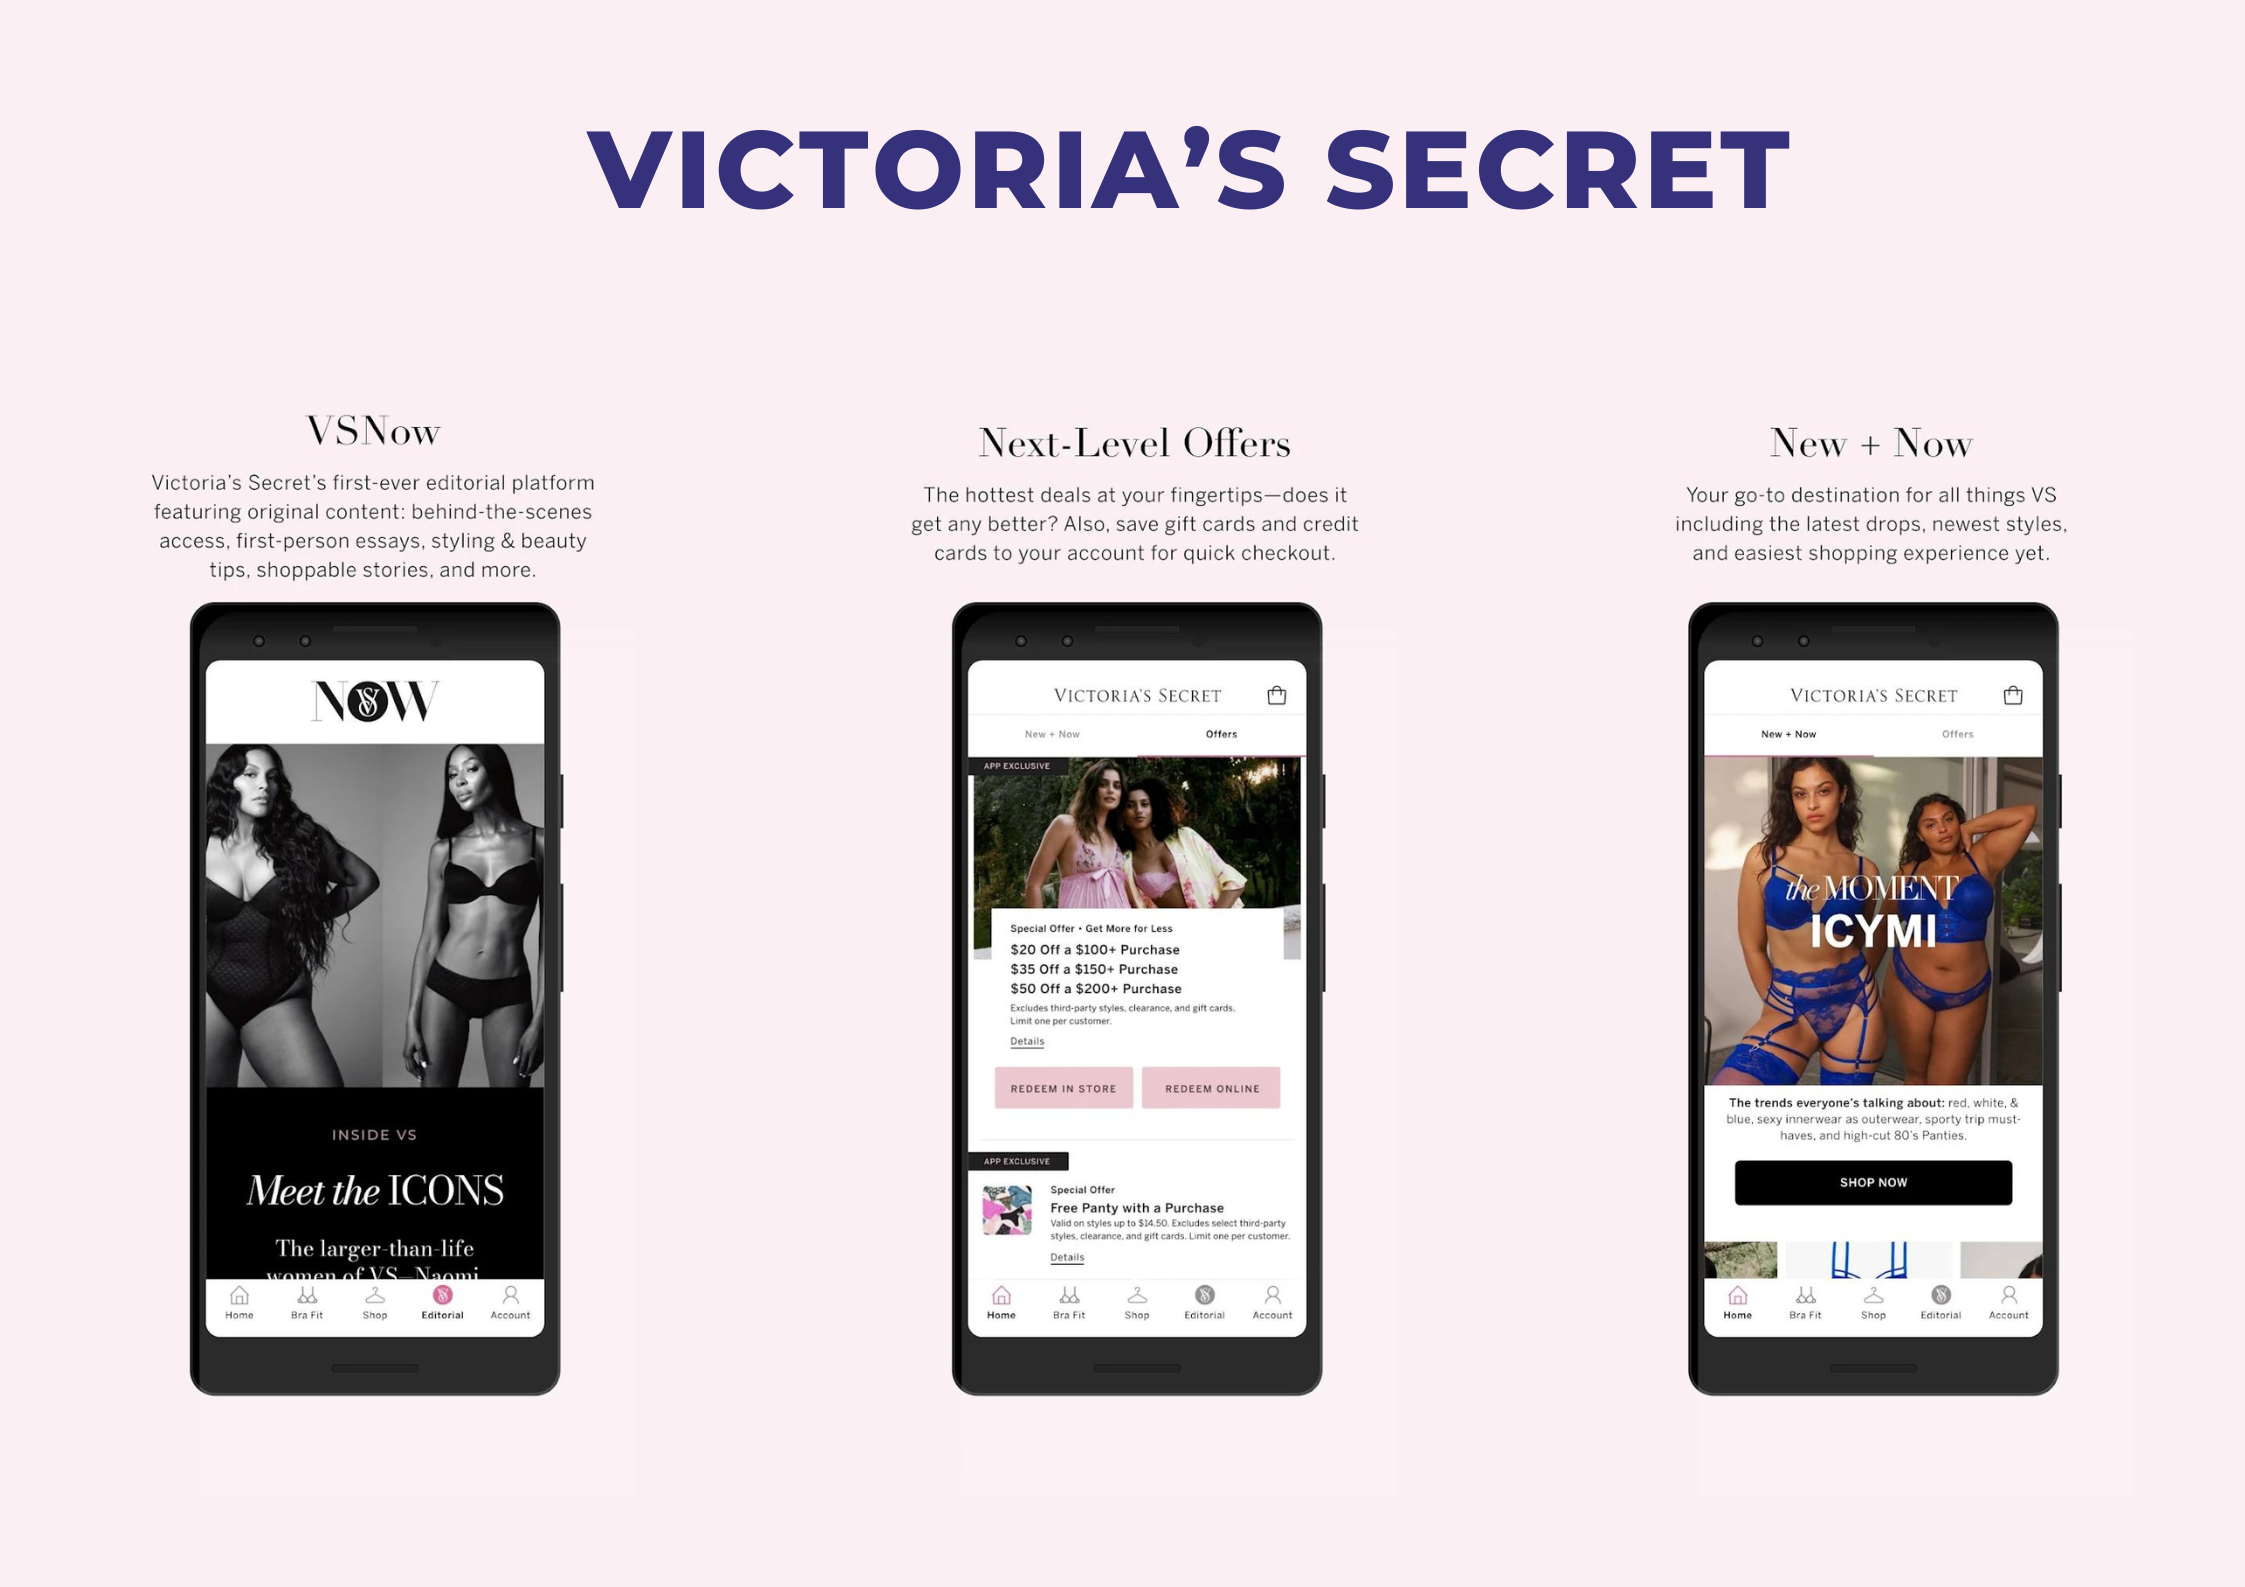 VICTORIA'S SECRET
VSNow
Victoria's Secret's first-ever editorial platform
featuring original content: behind-the-scenes
access, first-person essays, styling & beauty
tips, shoppable stories, and more.
NOW
VS
INSIDE VS
Meet the ICONS
The larger-than-life
women of VS—Naomi
Home
Bra Fit
Shop
Editorial
Account
Next-Level Offers
The hottest deals at your fingertips—does it
get any better? Also, save gift cards and credit
cards to your account for quick checkout.
VICTORIA'S SECRET
New + Now
Offers
APP EXCLUSIVE
Special Offer • Get More for Less
$20 Off a $100+ Purchase
$35 Off a $150+ Purchase
$50 Off a $200+ Purchase
Excludes third-party styles, clearance, and gift cards.
Limit one per customer.
Details
REDEEM IN STORE
REDEEM ONLINE
APP EXCLUSIVE
Special Offer
Free Panty with a Purchase
Valid on styles up to $14.50. Excludes select third-party
styles, clearance, and gift cards. Limit one per customer.
Details
Home
Bra Fit
Shop
Editorial
Account
New + Now
Your go-to destination for all things VS
including the latest drops, newest styles,
and easiest shopping experience yet.
VICTORIA'S SECRET
New + Now
Offers
the MOMENT
ICYMI
The trends everyone's talking about: red, white, &
blue, sexy innerwear as outerwear, sporty trip must-
haves, and high-cut 80's Panties.
SHOP NOW
Home
Bra Fit
Shop
Editorial
Account